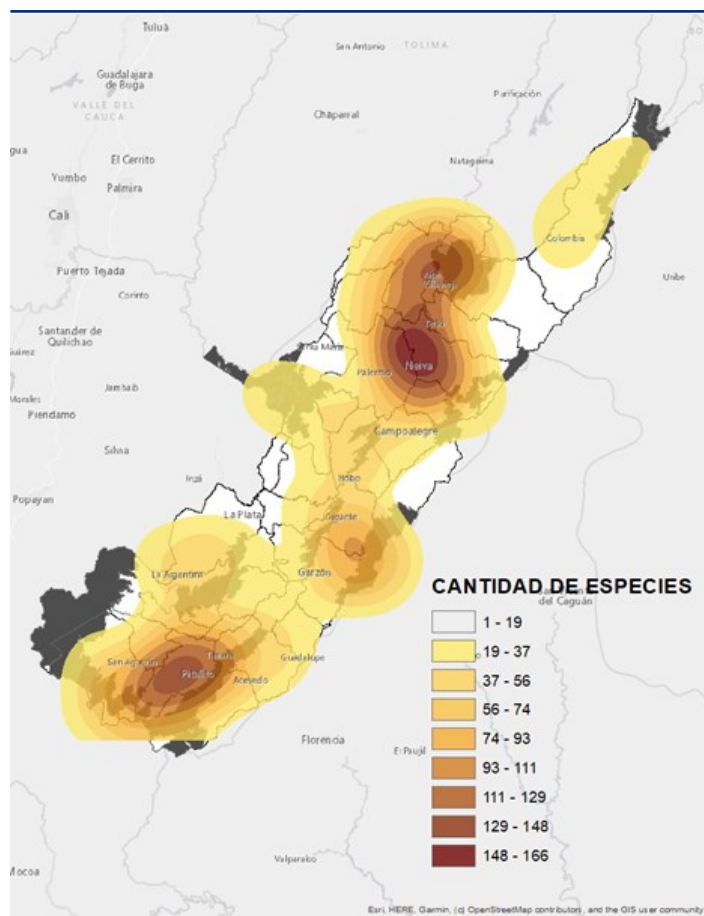 Tuluá
San Antonio
TOLIMA
Guadalajara
de Buga
Purificación
VALLE DEL
CAUCA
Chaparral
El Cerrito
Natagaima
Yumbo
Palmira
Cali
Colombia
Puerto Tejada
Uribe
Corinto
Santander de
Quilichao
Palermo
Neiva
Jambaló
Morales
Piendamo
Campoalegre
Silvia
Inzá
Hobo
Popayan
La Plata
Gigante
La Argentina
Garzón
CANTIDAD DE ESPECIES
del Caguán
1 - 19
19 - 37
San Agustín
Pitalito
Guadalupe
Acevedo
37 - 56
56 - 74
Florencia
El Paujil
74 - 93
93 - 111
111 - 129
129 - 148
Valparaíso
148 - 166
Mocoa
Esri, HERE, Garmin, (c) OpenStreetMap contributors, and the GIS user community